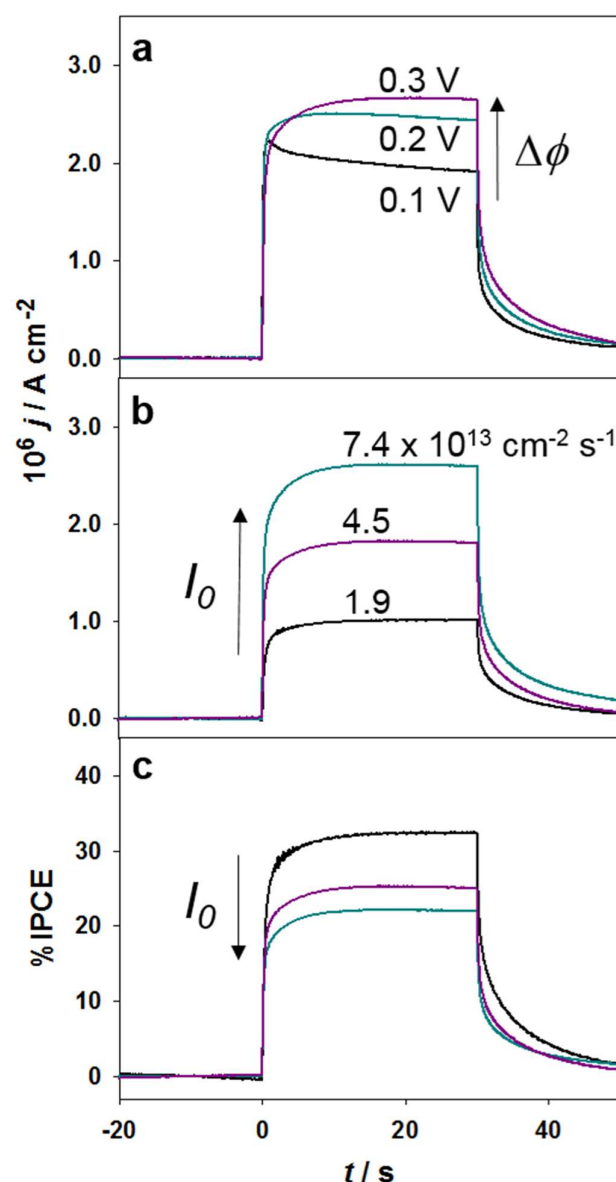 a
3.0
2.0
1.0
0.0
0.3 V
0.2 V
0.1 V
Δϕ
10⁶ j / A cm⁻²
b
3.0
2.0
1.0
0.0
7.4 x 10¹³ cm⁻² s⁻¹
4.5
1.9
I₀
c
40
30
20
10
0
% IPCE
I₀
-20 0 20 40
t / s